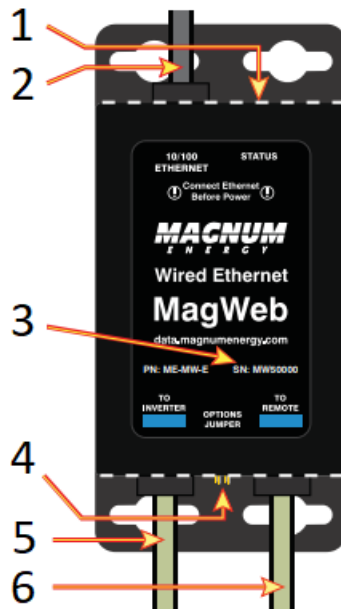 1
2
10/100 STATUS
ETHERNET
Connect Ethernet
Before Power
MAGNUM
ENERGY
Wired Ethernet
MagWeb
data.magnumenergy.com
3
PN: ME-MW-E SN: MW50000
TO INVERTER
OPTIONS JUMPER
TO REMOTE
4
5
6